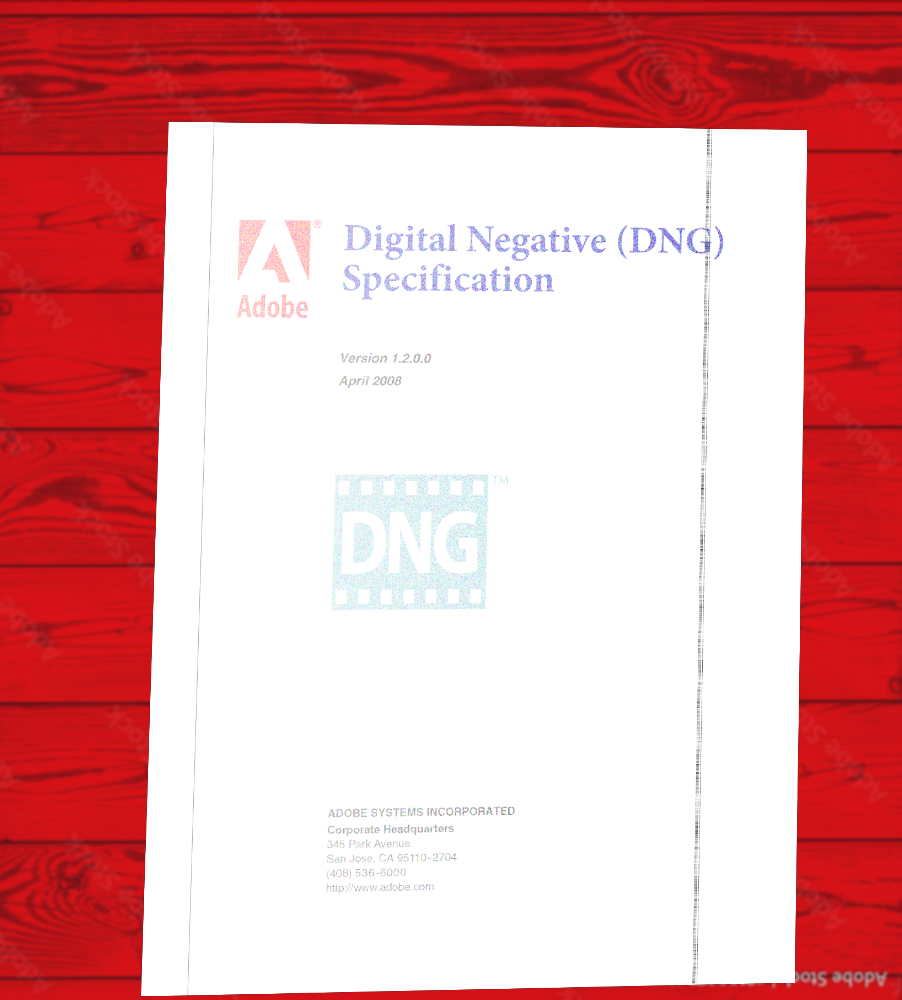 Digital Negative (DNG)
Specification
Adobe
Version 1.2.0.0
April 2008
DNG
ADOBE SYSTEMS INCORPORATED
Corporate Headquarters
345 Park Avenue
San Jose, CA 95110-2704
(408) 536-6000
http://www.adobe.com
Adobe Stock